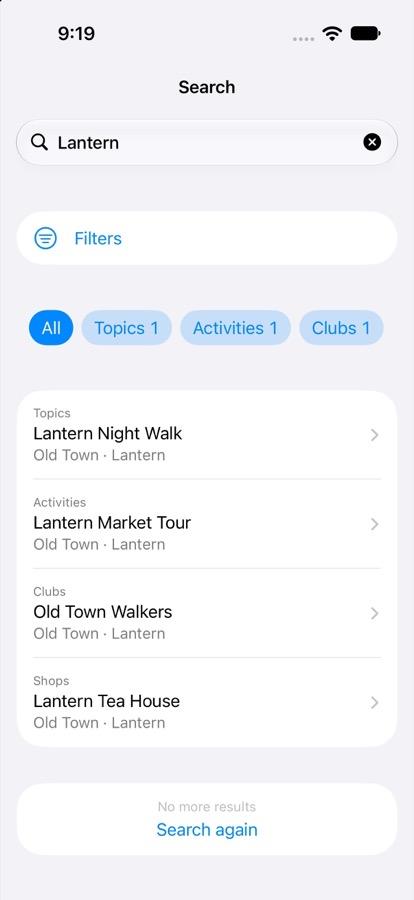 9:19
Search
Lantern
Filters
All
Topics 1
Activities 1
Clubs 1
Topics
Lantern Night Walk
Old Town · Lantern
Activities
Lantern Market Tour
Old Town · Lantern
Clubs
Old Town Walkers
Old Town · Lantern
Shops
Lantern Tea House
Old Town · Lantern
No more results
Search again